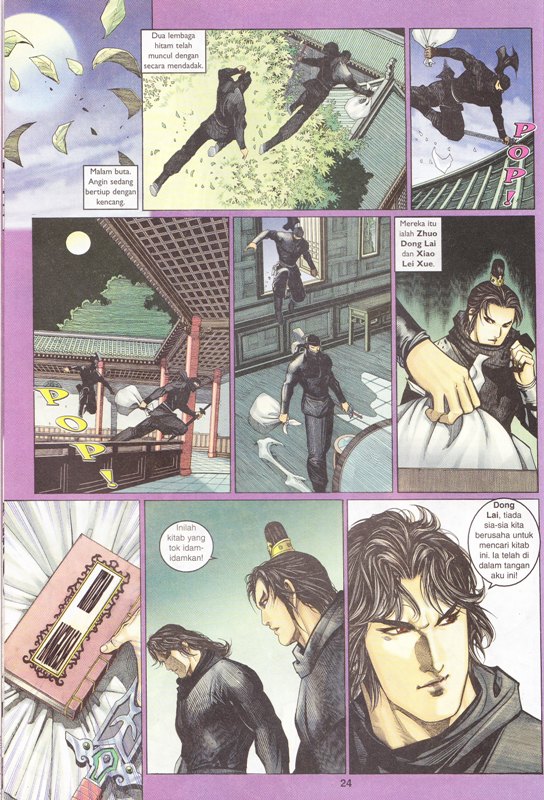 Malam buta.
Angin sedang
bertiup dengan
kencang.
Dua lembaga
hitam telah
muncul dengan
secara mendadak.
POP!
POP!
Mereka itu
ialah Zhuo
Dong Lai
dan Xiao
Lei Xue.
Inilah
kitab yang
tok idam-
idamkan!
Dong
Lai, tiada
sia-sia kita
berusaha untuk
mencari kitab
ini. Ia telah di
dalam tangan
aku ini!
24